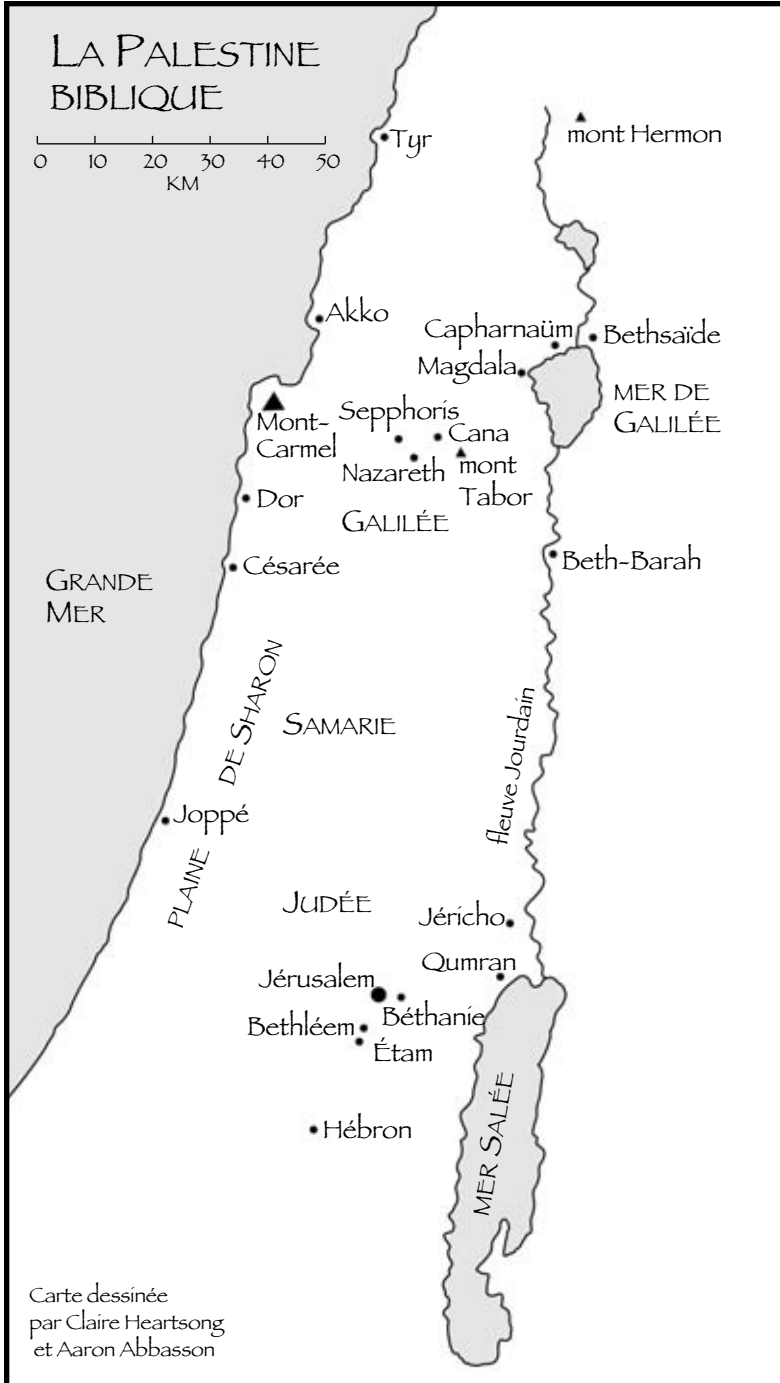 LA PALESTINE
BIBLIQUE
0 10 20 30 40 50
KM
Tyr
mont Hermon
Akko
Capharnaüm
Bethsaïde
Magdala
MER DE
GALILÉE
Mont-
Carmel
Sepphoris
Cana
Nazareth
mont
Tabor
Dor
GALILÉE
Césarée
Beth-Barah
GRANDE
MER
PLAINE DE SHARON
SAMARIE
fleuve Jourdain
Joppé
JUDÉE
Jéricho
Qumran
Jérusalem
Béthanie
Bethléem
Étam
MER SALÉE
Hébron
Carte dessinée
par Claire Heartsong
et Aaron Abbasson